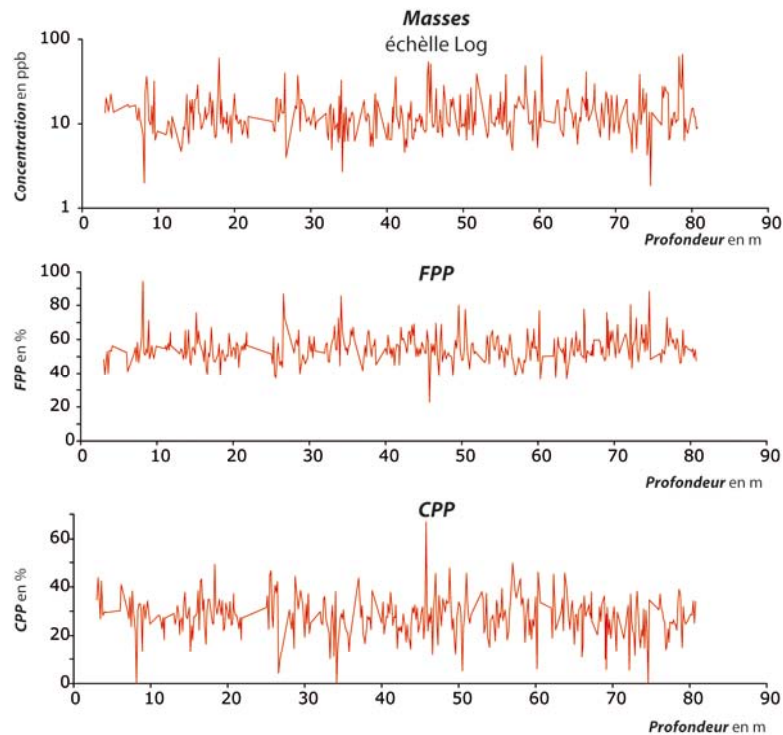 Masses
échèlle Log
Concentration en ppb
100
10
1
0 10 20 30 40 50 60 70 80 90
Profondeur en m
FPP
FPP en %
100
80
60
40
20
0
0 10 20 30 40 50 60 70 80 90
Profondeur en m
CPP
CPP en %
60
40
20
0
0 10 20 30 40 50 60 70 80 90
Profondeur en m